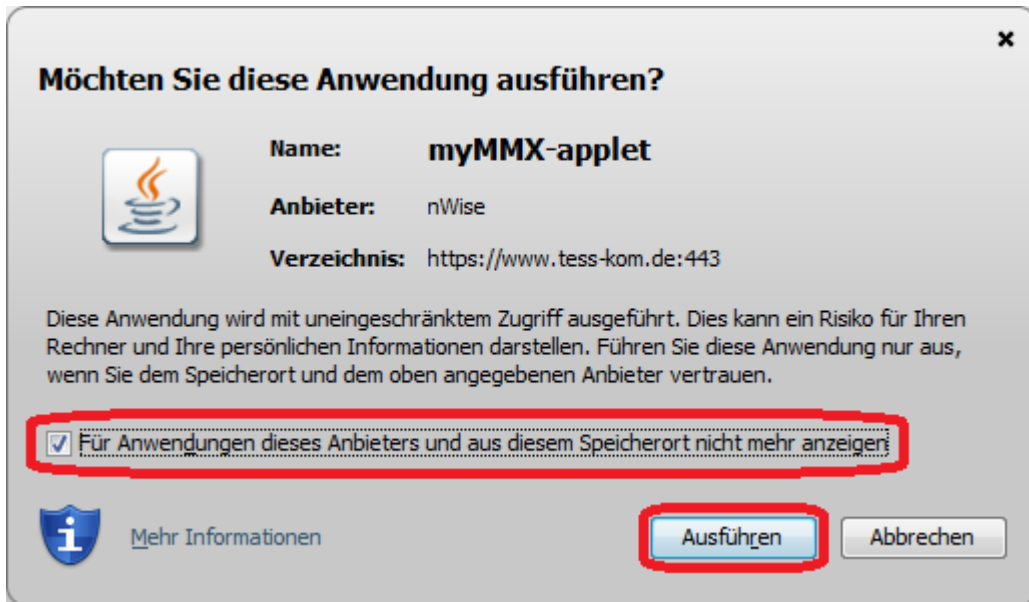 Möchten Sie diese Anwendung ausführen?
Name: myMMX-applet
Anbieter: nWise
Verzeichnis: https://www.tess-kom.de:443
Diese Anwendung wird mit uneingeschränktem Zugriff ausgeführt. Dies kann ein Risiko für Ihren
Rechner und Ihre persönlichen Informationen darstellen. Führen Sie diese Anwendung nur aus,
wenn Sie dem Speicherort und dem oben angegebenen Anbieter vertrauen.
Für Anwendungen dieses Anbieters und aus diesem Speicherort nicht mehr anzeigen
Mehr Informationen
Ausführen
Abbrechen